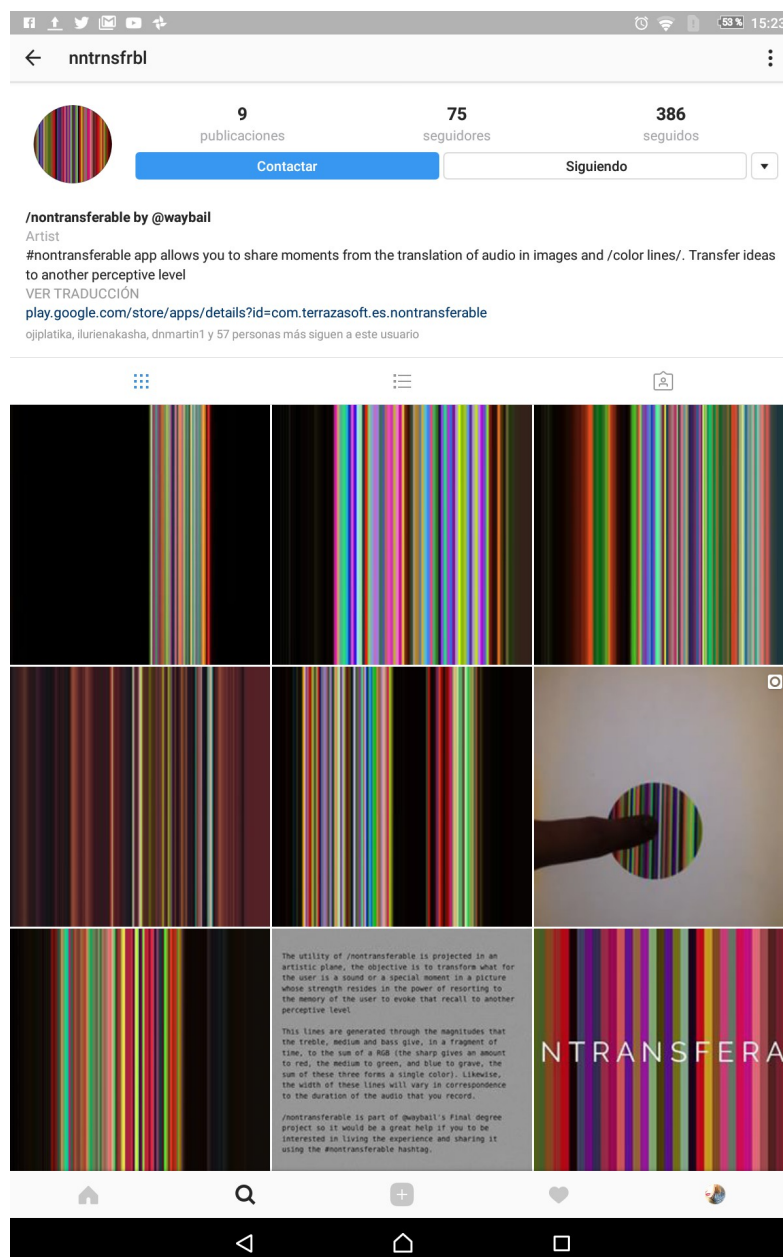 53 % 15:23
nntrnsfrbl
9 75 386
publicaciones seguidores seguidos
Contactar Siguiendo
/nontransferable by @waybail
Artist
#nontransferable app allows you to share moments from the translation of audio in images and /color lines/. Transfer ideas
to another perceptive level
VER TRADUCCIÓN
play.google.com/store/apps/details?id=com.terrazasoft.es.nontransferable
ojiplatika, ilurienakasha, dnmartin1 y 57 personas más siguen a este usuario
The utility of /nontransferable is projected in an
artistic plane, the objective is to transform what for
the user is a sound or a special moment in a picture
whose strength resides in the power of resorting to
the memory of the user to evoke that recall to another
perceptive level
This lines are generated through the magnitudes that
the treble, medium and bass give, in a fragment of
time, to the sum of a RGB (the sharp gives an amount
to red, the medium to green, and blue to grave, the
sum of these three forms a single color). Likewise,
the width of these lines will vary in correspondence
to the duration of the audio that you record.
/nontransferable is part of @waybail's Final degree
project so it would be a great help if you to be
interested in living the experience and sharing it
using the #nontransferable hashtag.
NTRANSFERA